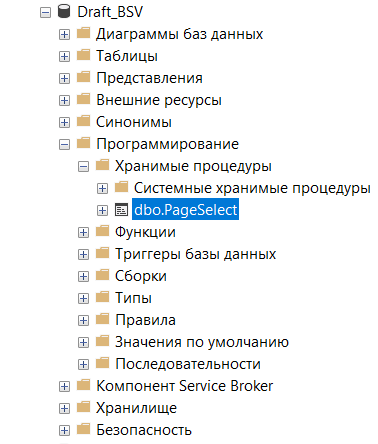 Draft_BSV
Диаграммы баз данных
Таблицы
Представления
Внешние ресурсы
Синонимы
Программирование
Хранимые процедуры
Системные хранимые процедуры
dbo.PageSelect
Функции
Триггеры базы данных
Сборки
Типы
Правила
Значения по умолчанию
Последовательности
Компонент Service Broker
Хранилище
Безопасность